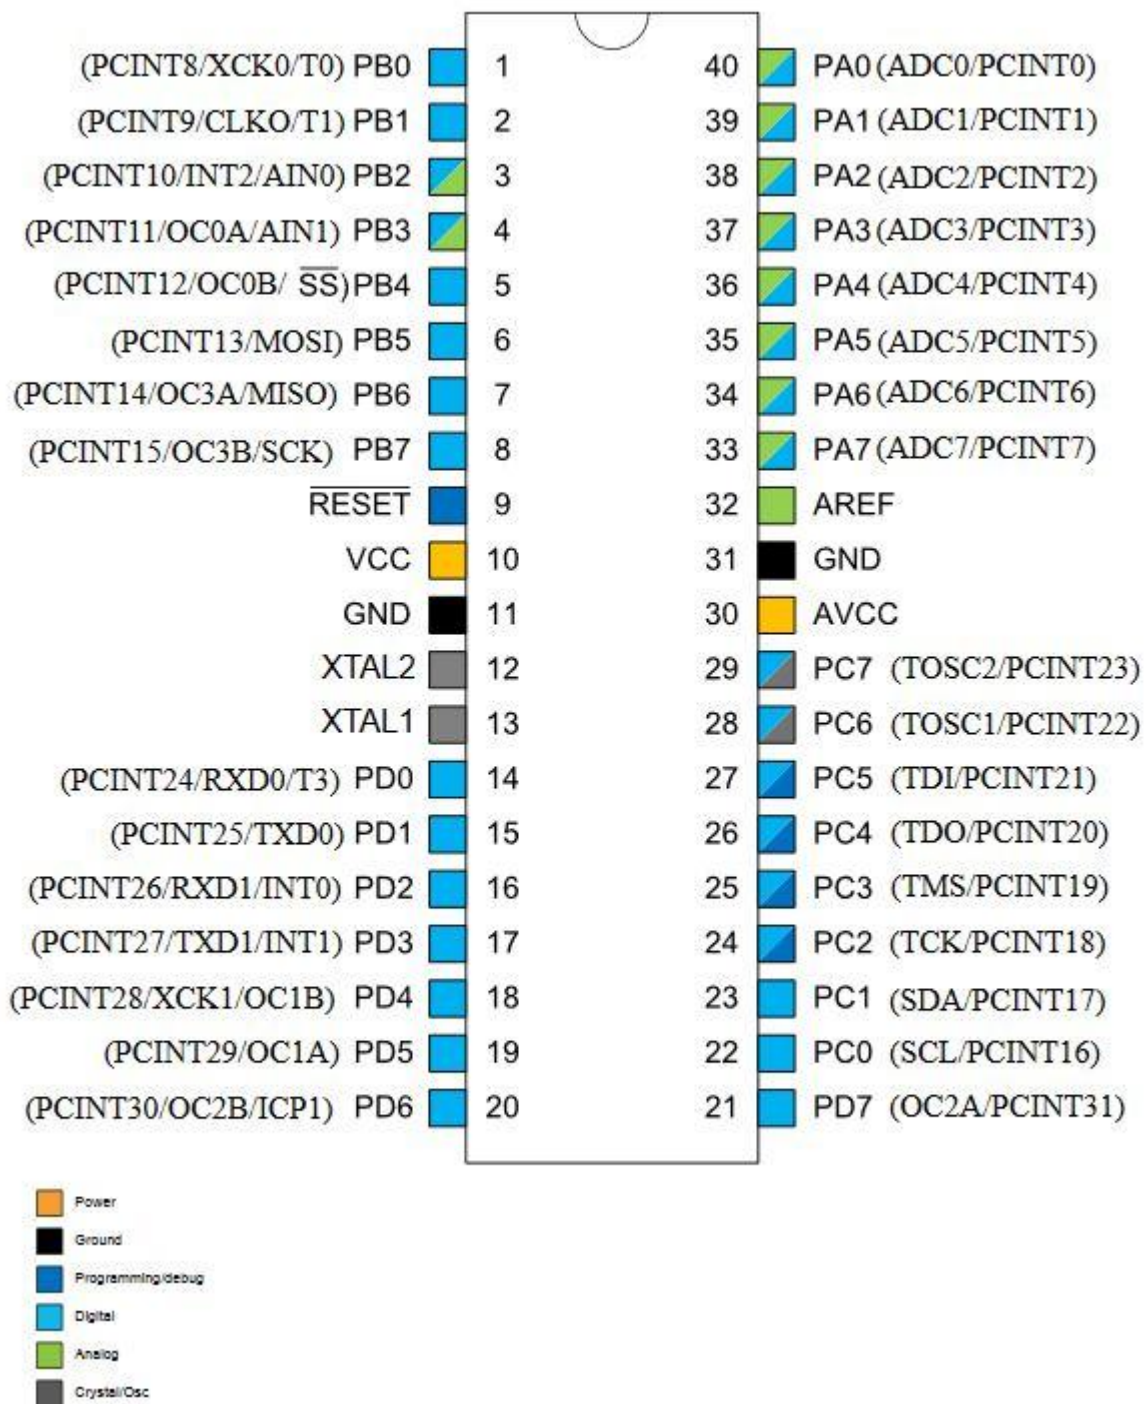 (PCINT8/XCK0/T0) PB0 1 40 PA0 (ADC0/PCINT0)
(PCINT9/CLKO/T1) PB1 2 39 PA1 (ADC1/PCINT1)
(PCINT10/INT2/AIN0) PB2 3 38 PA2 (ADC2/PCINT2)
(PCINT11/OC0A/AIN1) PB3 4 37 PA3 (ADC3/PCINT3)
(PCINT12/OC0B/ S̅S̅) PB4 5 36 PA4 (ADC4/PCINT4)
(PCINT13/MOSI) PB5 6 35 PA5 (ADC5/PCINT5)
(PCINT14/OC3A/MISO) PB6 7 34 PA6 (ADC6/PCINT6)
(PCINT15/OC3B/SCK) PB7 8 33 PA7 (ADC7/PCINT7)
R̅E̅S̅E̅T̅ 9 32 AREF
VCC 10 31 GND
GND 11 30 AVCC
XTAL2 12 29 PC7 (TOSC2/PCINT23)
XTAL1 13 28 PC6 (TOSC1/PCINT22)
(PCINT24/RXD0/T3) PD0 14 27 PC5 (TDI/PCINT21)
(PCINT25/TXD0) PD1 15 26 PC4 (TDO/PCINT20)
(PCINT26/RXD1/INT0) PD2 16 25 PC3 (TMS/PCINT19)
(PCINT27/TXD1/INT1) PD3 17 24 PC2 (TCK/PCINT18)
(PCINT28/XCK1/OC1B) PD4 18 23 PC1 (SDA/PCINT17)
(PCINT29/OC1A) PD5 19 22 PC0 (SCL/PCINT16)
(PCINT30/OC2B/ICP1) PD6 20 21 PD7 (OC2A/PCINT31)
Power
Ground
Programming/debug
Digital
Analog
Crystal/Osc